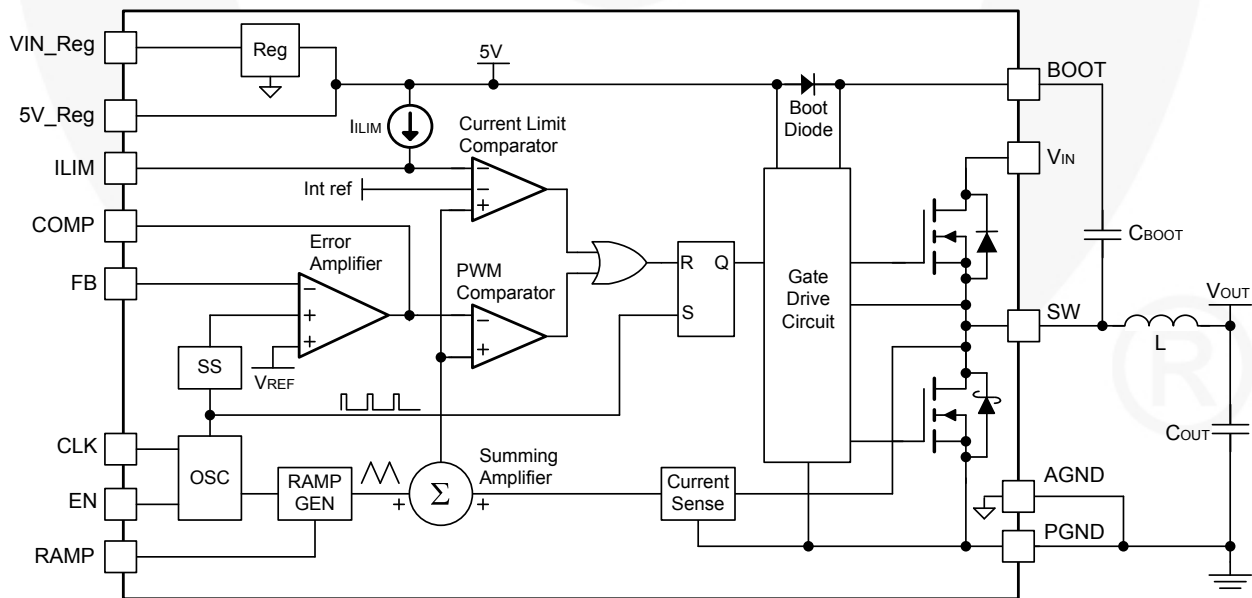 VIN_Reg
Reg
5V
BOOT
Boot
Diode
5V_Reg
IILIM
Current Limit
Comparator
ILIM
VIN
Int ref
−
−
+
COMP
CBOOT
Error
Amplifier
R
Q
PWM
Comparator
Gate
Drive
Circuit
FB
−
+
+
−
+
S
VOUT
SW
L
SS
VREF
®
COUT
CLK
OSC
Summing
Amplifier
EN
RAMP
GEN
+
Σ
+
Current
Sense
AGND
RAMP
PGND